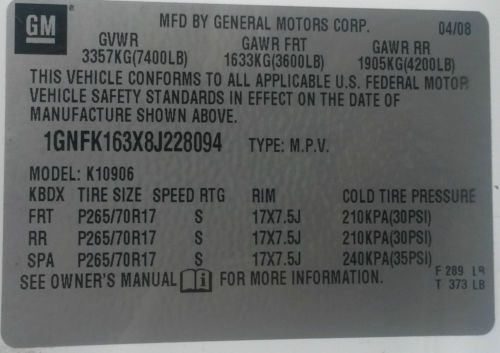 GM
MFD BY GENERAL MOTORS CORP. 04/08
GVWR GAWR FRT GAWR RR
3357KG(7400LB) 1633KG(3600LB) 1905KG(4200LB)
THIS VEHICLE CONFORMS TO ALL APPLICABLE U.S. FEDERAL MOTOR
VEHICLE SAFETY STANDARDS IN EFFECT ON THE DATE OF
MANUFACTURE SHOWN ABOVE.
1GNFK163X8J228094 TYPE: M.P.V.
MODEL: K10906
KBDX TIRE SIZE SPEED RTG RIM COLD TIRE PRESSURE
FRT P265/70R17 S 17X7.5J 210KPA(30PSI)
RR P265/70R17 S 17X7.5J 210KPA(30PSI)
SPA P265/70R17 S 17X7.5J 240KPA(35PSI)
SEE OWNER'S MANUAL i FOR MORE INFORMATION.
F 289 LR
T 373 LB